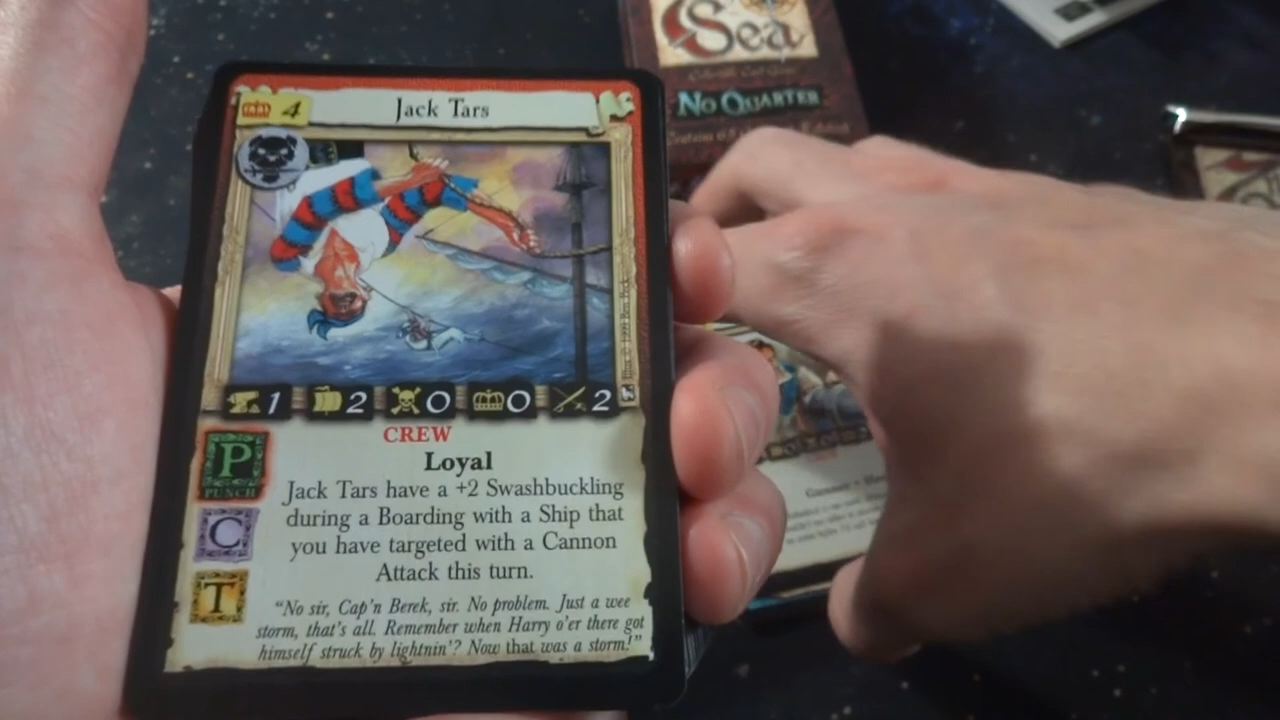 Sea
No Quarter
4
Jack Tars
1
2
0
0
2
CREW
Loyal
P
PUNCH
C
T
Jack Tars have a +2 Swashbuckling
during a Boarding with a Ship that
you have targeted with a Cannon
Attack this turn.
"No sir, Cap'n Berek, sir. No problem. Just a wee
storm, that's all. Remember when Harry o'er there got
himself struck by lightnin'? Now that was a storm!"